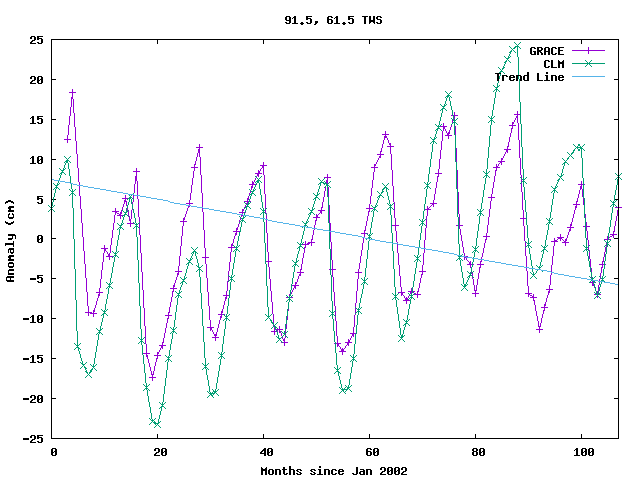 91.5, 61.5 TWS
GRACE
CLM
Trend Line
Anomaly (cm)
25
20
15
10
5
0
-5
-10
-15
-20
-25
0 20 40 60 80 100
Months since Jan 2002